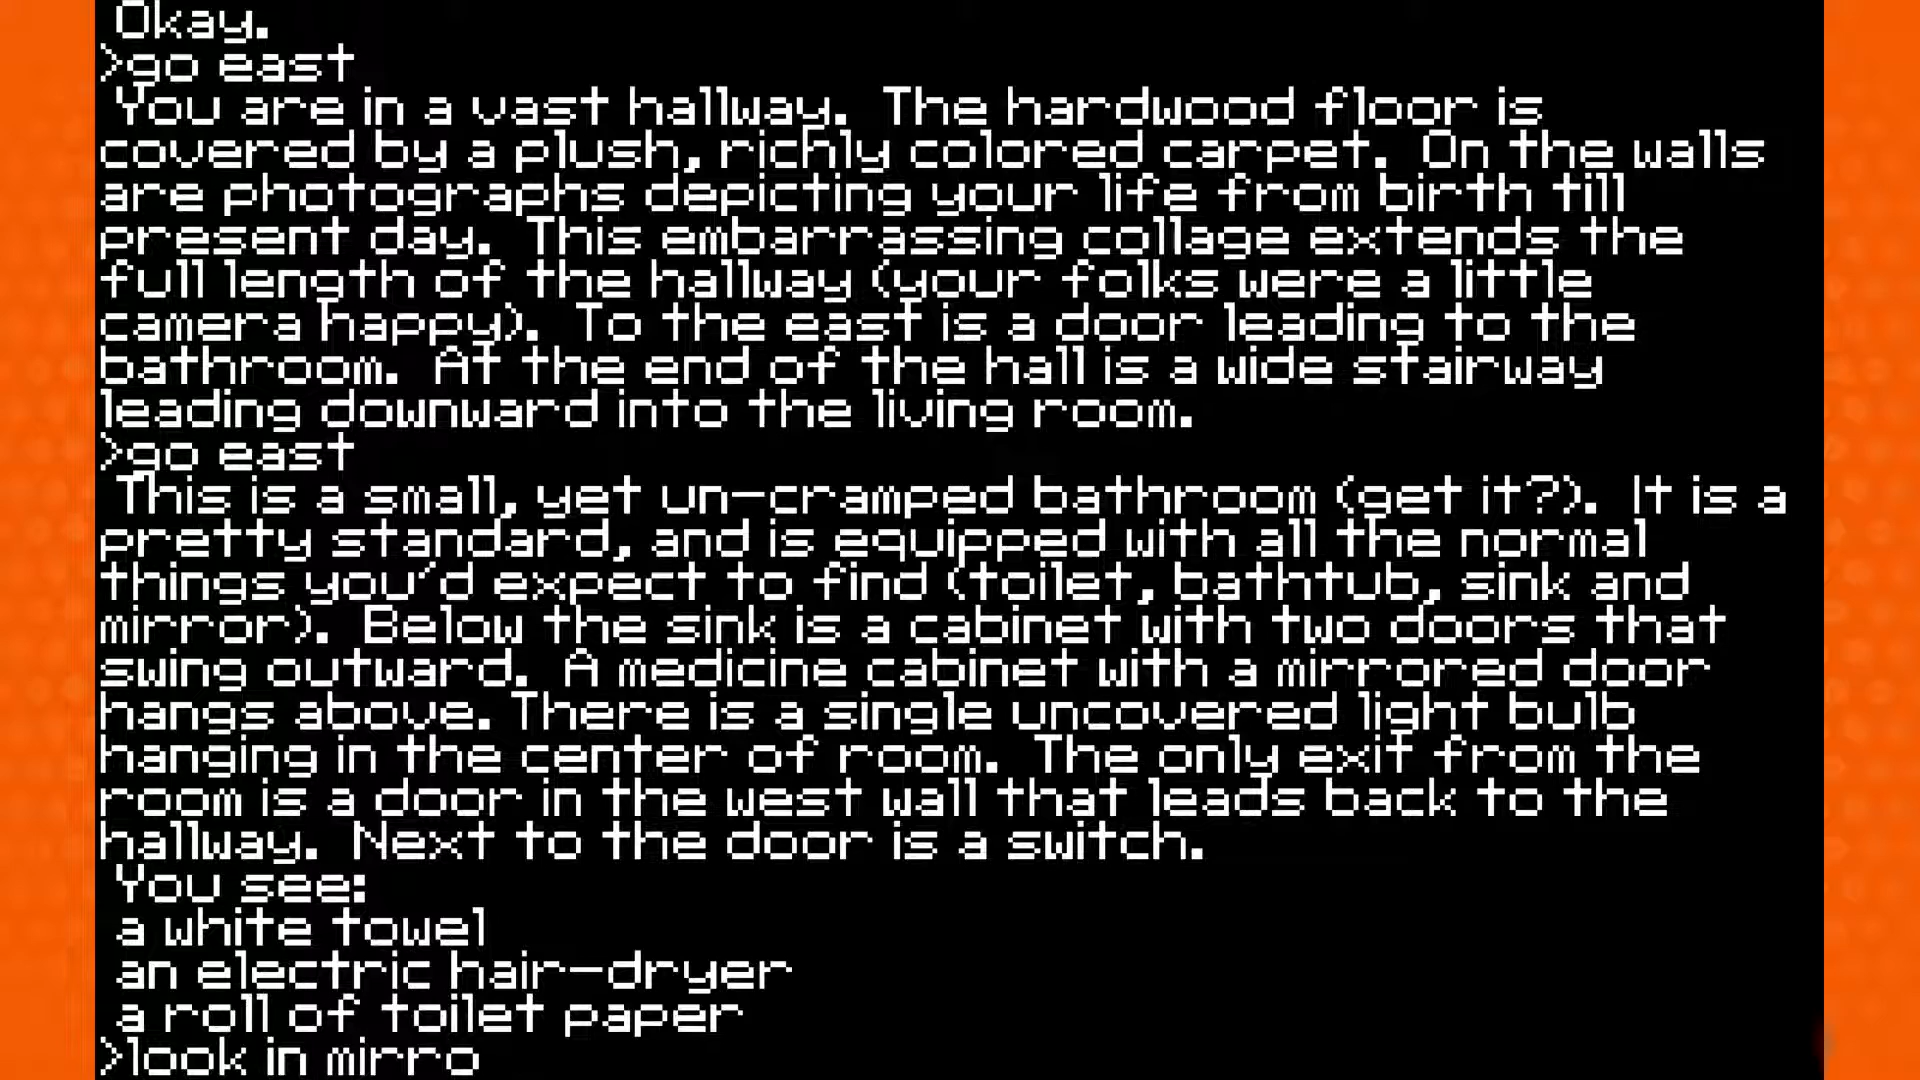 Okay.
>go east
You are in a vast hallway.  The hardwood floor is
covered by a plush, richly colored carpet.  On the walls
are photographs depicting your life from birth till
present day.  This embarrassing collage extends the
full length of the hallway (your folks were a little
camera happy).  To the east is a door leading to the
bathroom.  At the end of the hall is a wide stairway
leading downward into the living room.
>go east
This is a small, yet un-cramped bathroom (get it?).  It is a
pretty standard, and is equipped with all the normal
things you'd expect to find (toilet, bathtub, sink and
mirror).  Below the sink is a cabinet with two doors that
swing outward.  A medicine cabinet with a mirrored door
hangs above. There is a single uncovered light bulb
hanging in the center of room.  The only exit from the
room is a door in the west wall that leads back to the
hallway.  Next to the door is a switch.
You see:
a white towel
an electric hair-dryer
a roll of toilet paper
>look in mirro